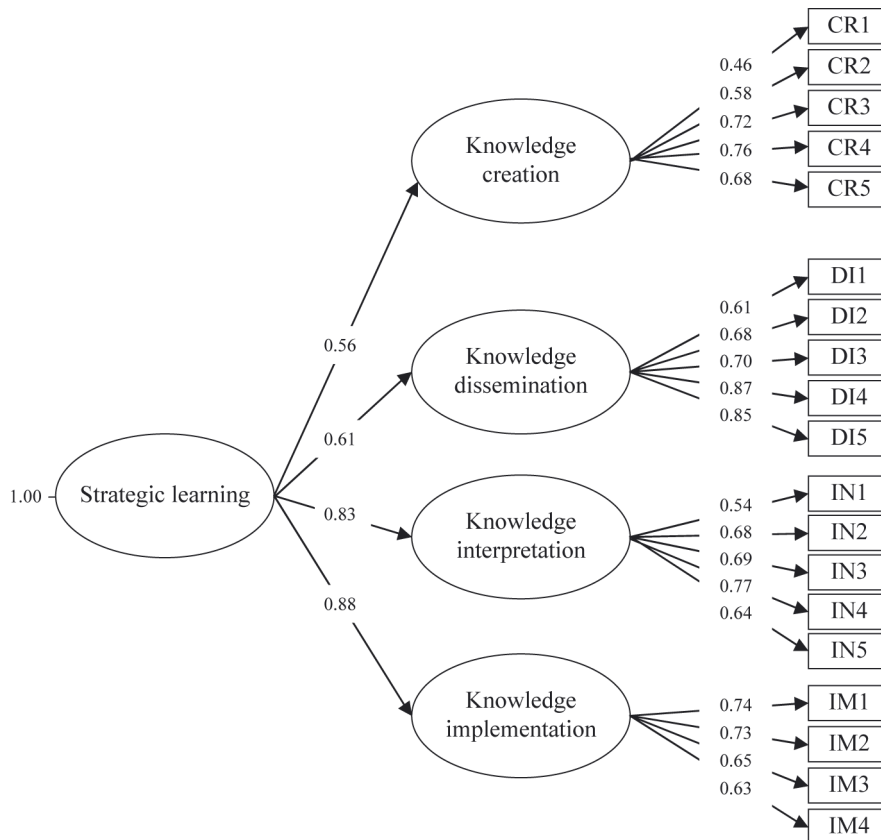 CR1
0.46
CR2
0.58
CR3
0.72
Knowledge
creation
0.76
CR4
0.68
CR5
DI1
0.61
DI2
0.68
0.56
Knowledge
dissemination
0.70
DI3
0.87
DI4
0.85
DI5
0.61
1.00
Strategic learning
0.83
IN1
0.54
Knowledge
interpretation
0.68
IN2
0.69
IN3
0.77
IN4
0.64
IN5
0.88
Knowledge
implementation
0.74
IM1
0.73
IM2
0.65
IM3
0.63
IM4